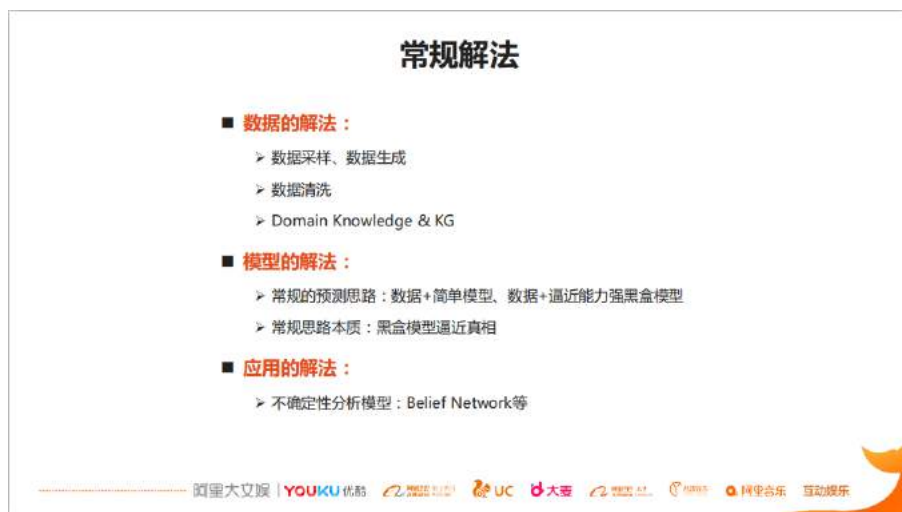 常规解法
■ 数据的解法：
➢ 数据采样、数据生成
➢ 数据清洗
➢ Domain Knowledge & KG
■ 模型的解法：
➢ 常规的预测思路：数据+简单模型、数据+逼近能力强黑盒模型
➢ 常规思路本质：黑盒模型逼近真相
■ 应用的解法：
➢ 不确定性分析模型：Belief Network等
阿里大文娱 YOUKU 优酷 UC 大麦 阿里音乐 互动娱乐